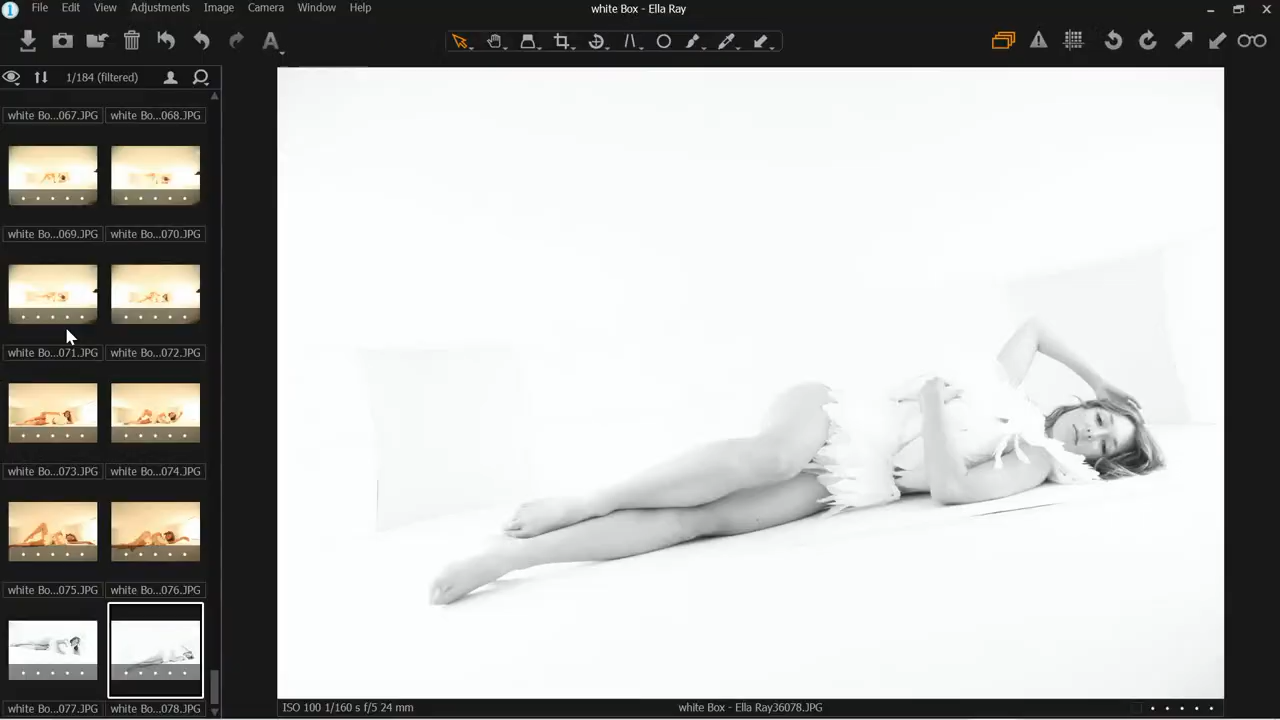 File Edit View Adjustments Image Camera Window Help
white Box - Ella Ray
A
1/184 (filtered)
white Bo...067.JPG white Bo...068.JPG
white Bo...069.JPG white Bo...070.JPG
white Bo...071.JPG white Bo...072.JPG
white Bo...073.JPG white Bo...074.JPG
white Bo...075.JPG white Bo...076.JPG
white Bo...077.JPG white Bo...078.JPG
ISO 100 1/160 s f/5 24 mm
white Box - Ella Ray36078.JPG